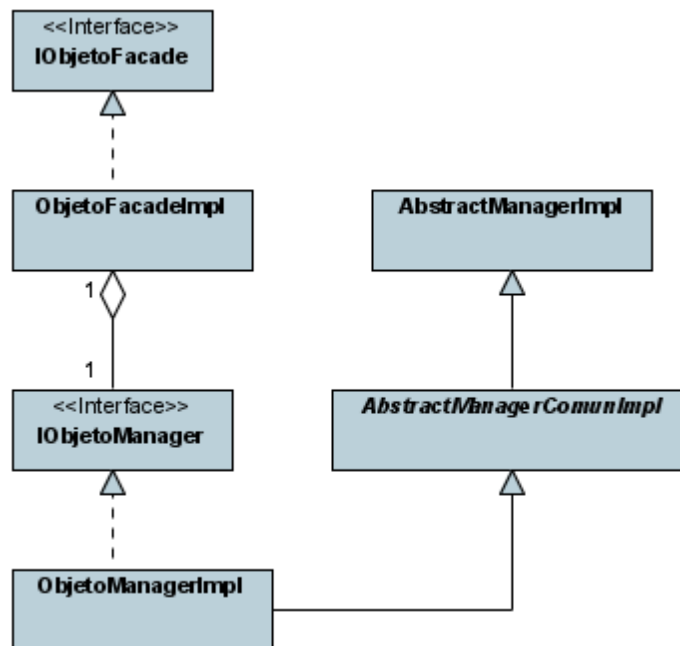 <<Interface>>
IObjetoFacade
ObjetoFacadeImpl
AbstractManagerImpl
1
1
<<Interface>>
IObjetoManager
AbstractManagerComunImpl
ObjetoManagerImpl